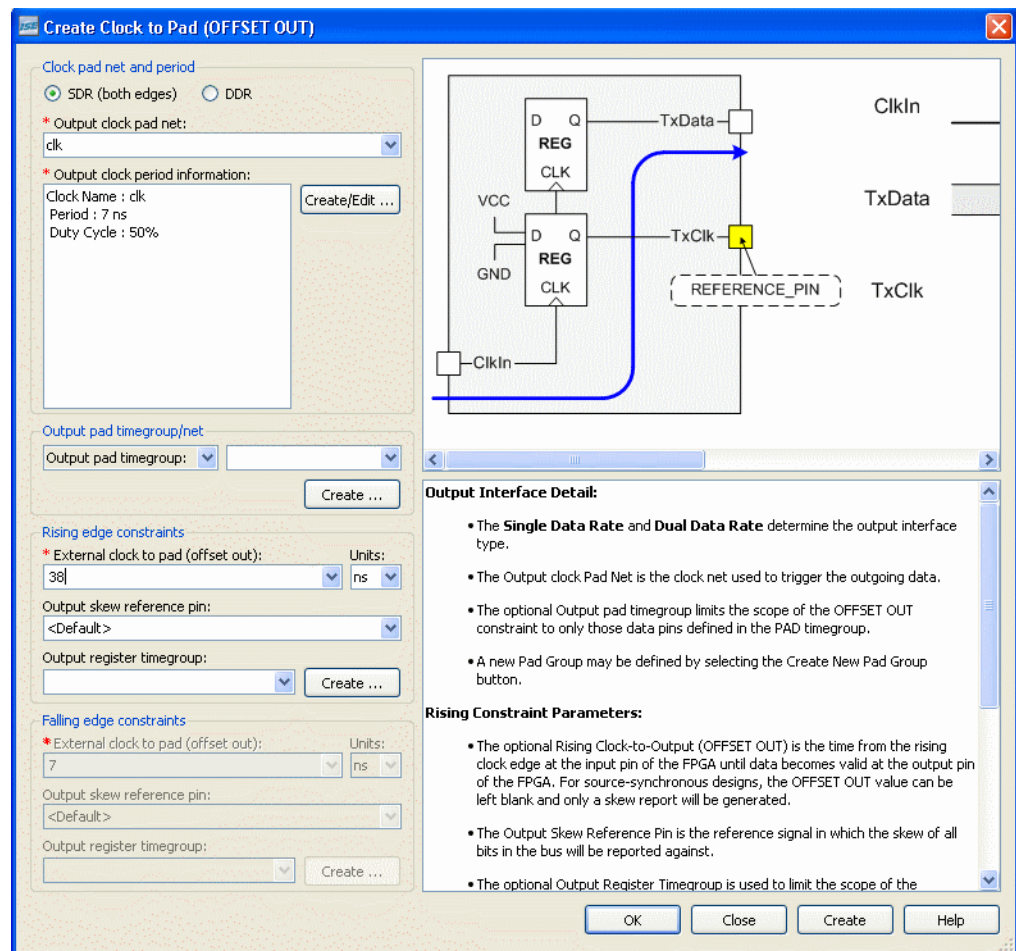 ISE Create Clock to Pad (OFFSET OUT)
Clock pad net and period
SDR (both edges) DDR
* Output clock pad net:
clk
* Output clock period information:
Clock Name : clk
Period : 7 ns
Duty Cycle : 50%
Create/Edit ...
Output pad timegroup/net
Output pad timegroup:
Create ...
Rising edge constraints
* External clock to pad (offset out): Units:
38 ns
Output skew reference pin:
<Default>
Output register timegroup:
Create ...
Falling edge constraints
* External clock to pad (offset out): Units:
7 ns
Output skew reference pin:
<Default>
Output register timegroup:
Create ...
D Q
REG
CLK
TxData
VCC
GND
D Q
REG
CLK
TxClk
REFERENCE_PIN
ClkIn
ClkIn
TxData
TxClk
Output Interface Detail:
• The Single Data Rate and Dual Data Rate determine the output interface
type.
• The Output clock Pad Net is the clock net used to trigger the outgoing data.
• The optional Output pad timegroup limits the scope of the OFFSET OUT
constraint to only those data pins defined in the PAD timegroup.
• A new Pad Group may be defined by selecting the Create New Pad Group
button.
Rising Constraint Parameters:
• The optional Rising Clock-to-Output (OFFSET OUT) is the time from the rising
clock edge at the input pin of the FPGA until data becomes valid at the output pin
of the FPGA. For source-synchronous designs, the OFFSET OUT value can be
left blank and only a skew report will be generated.
• The Output Skew Reference Pin is the reference signal in which the skew of all
bits in the bus will be reported against.
• The optional Output Register Timegroup is used to limit the scope of the
OK Close Create Help